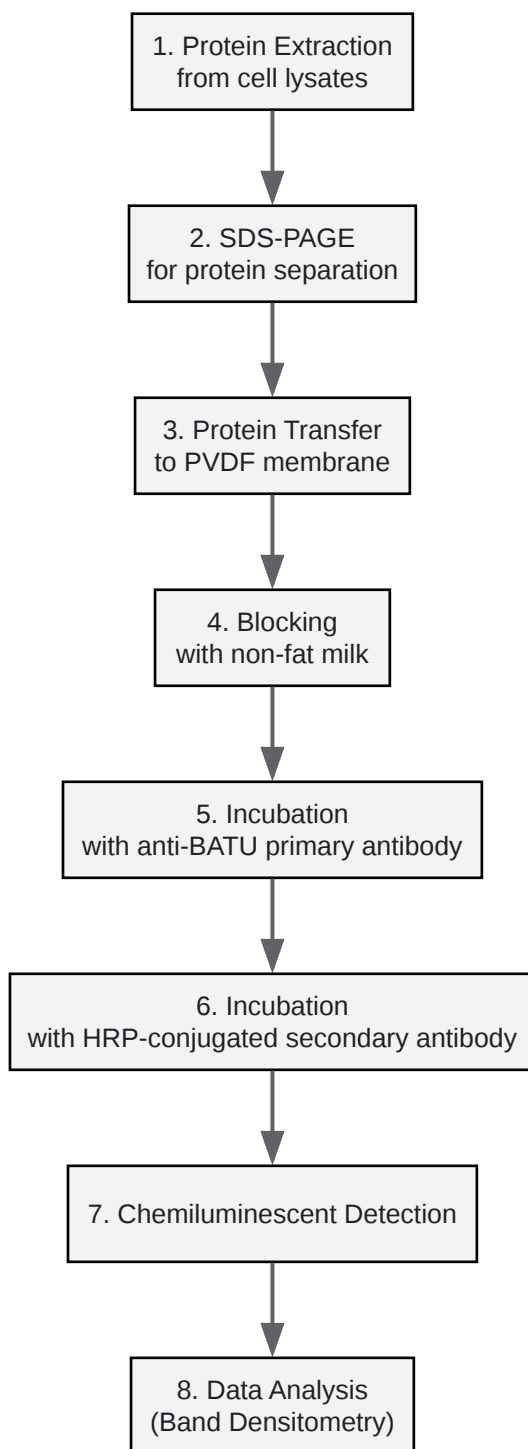 1. Protein Extraction
from cell lysates
2. SDS-PAGE
for protein separation
3. Protein Transfer
to PVDF membrane
4. Blocking
with non-fat milk
5. Incubation
with anti-BATU primary antibody
6. Incubation
with HRP-conjugated secondary antibody
7. Chemiluminescent Detection
8. Data Analysis
(Band Densitometry)